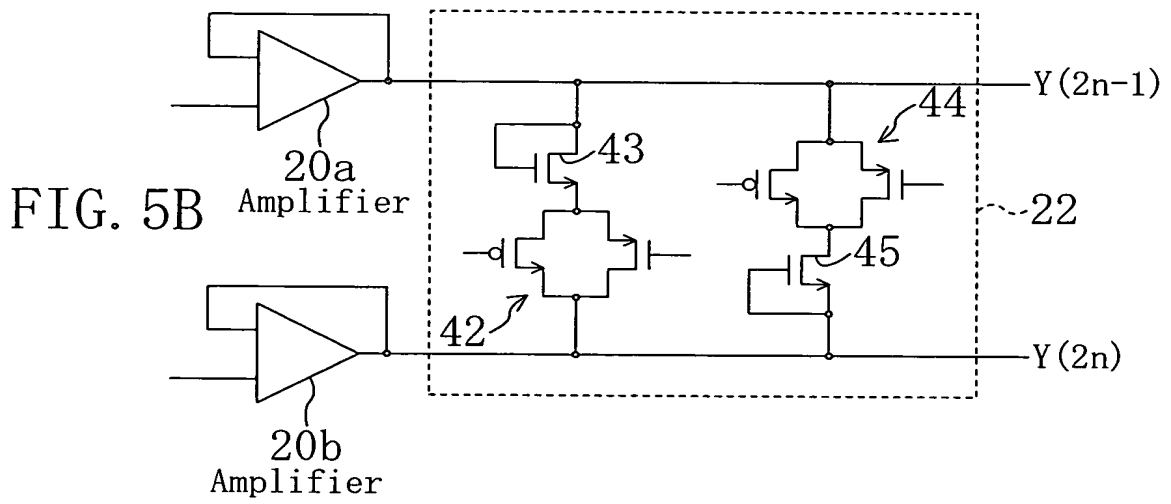 Y(2n-1)
44
43
20a
Amplifier
FIG. 5B
22
45
42
Y(2n)
20b
Amplifier